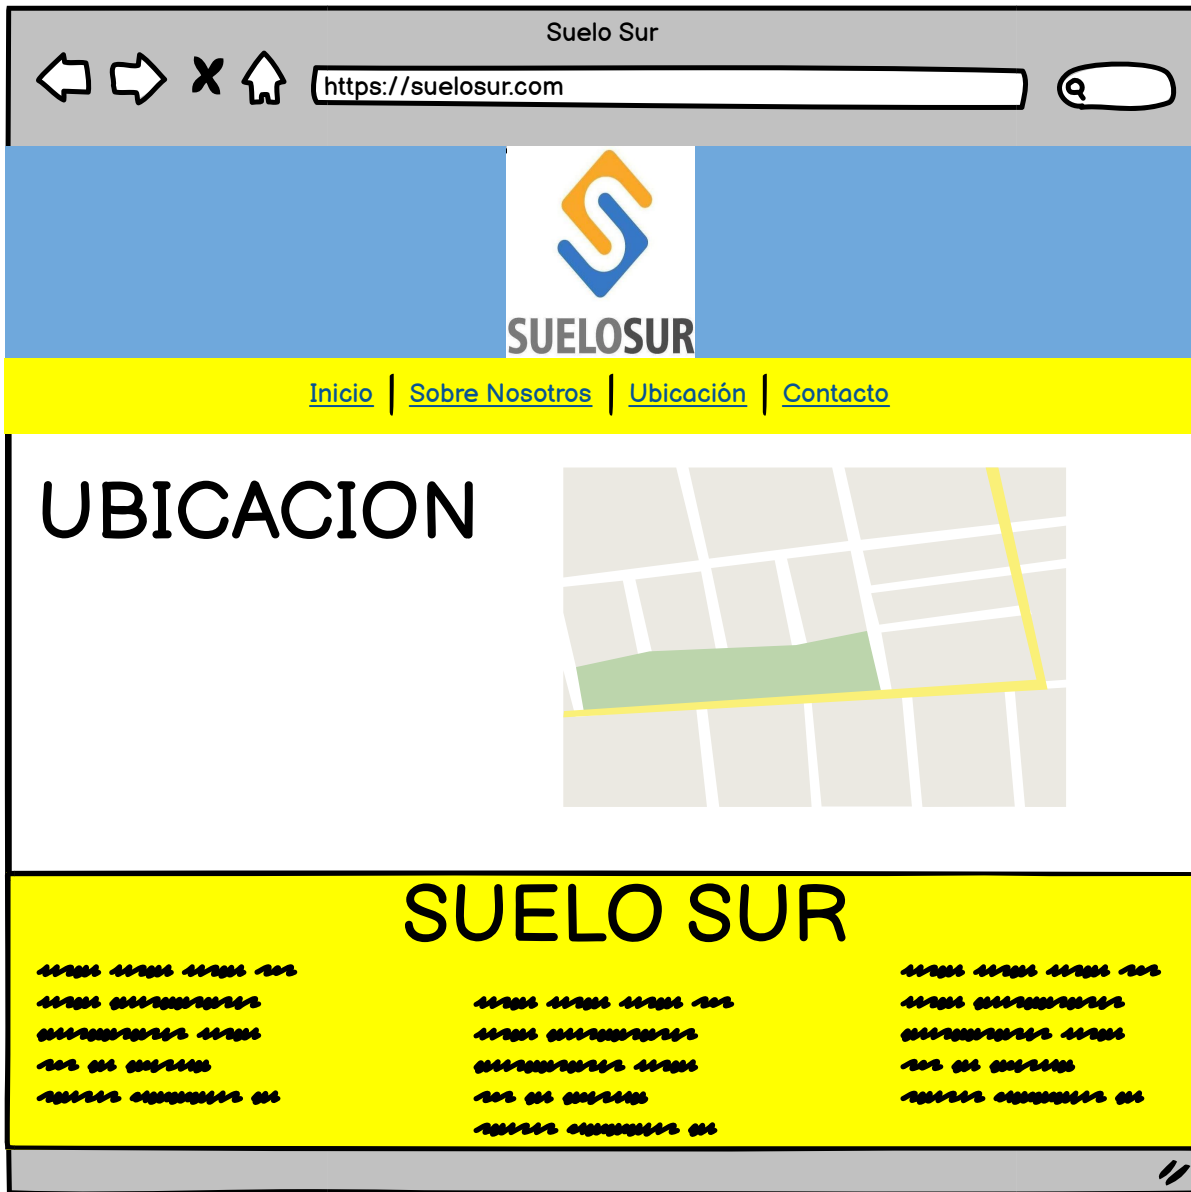 Suelo Sur
https://suelosur.com
SUELOSUR
Inicio | Sobre Nosotros | Ubicación | Contacto
UBICACION
SUELO SUR